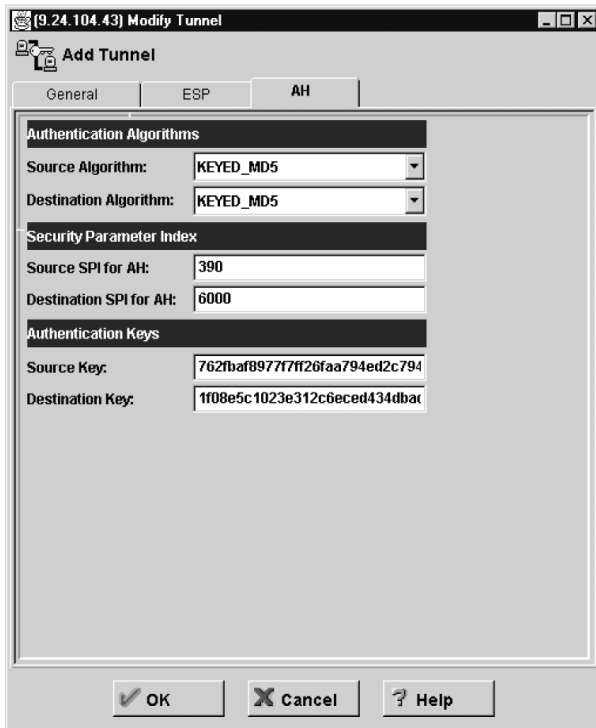 (9.24.104.43) Modify Tunnel
Add Tunnel
General ESP AH
Authentication Algorithms
Source Algorithm: KEYED_MD5
Destination Algorithm: KEYED_MD5
Security Parameter Index
Source SPI for AH: 390
Destination SPI for AH: 6000
Authentication Keys
Source Key: 762fbaf8977f7ff26faa794ed2c794
Destination Key: 1f08e5c1023e312c6eced434dbac
OK Cancel Help